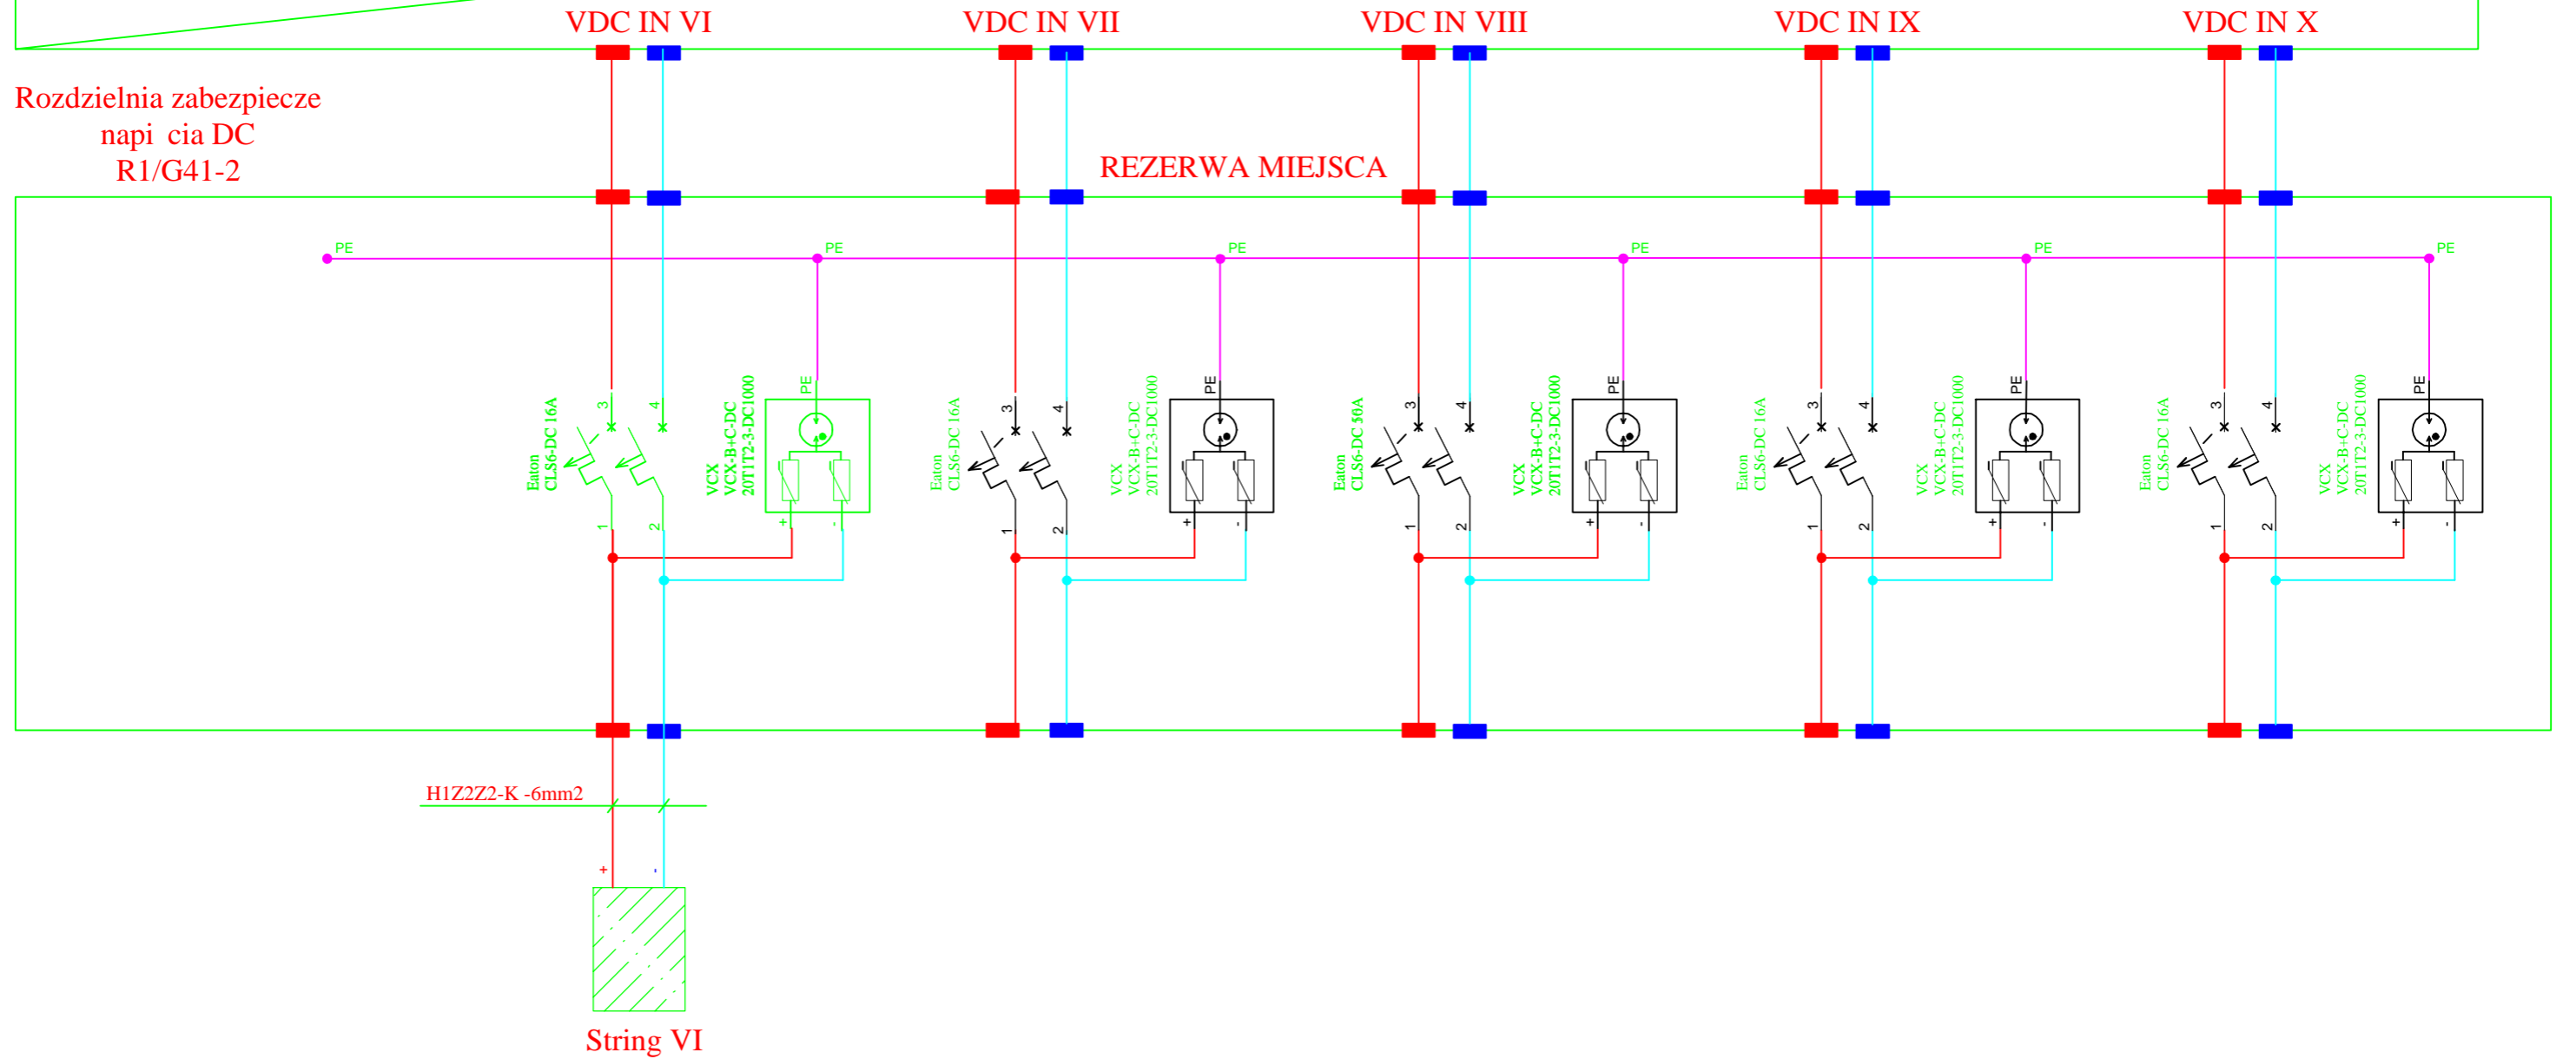 VDC IN VI
VDC IN VII
VDC IN VIII
VDC IN IX
VDC IN X
Rozdzielnia zabezpiecze
napi cia DC
R1/G41-2
REZERWA MIEJSCA
PE
PE
PE
PE
PE
PE
Eaton
CLS6-DC 16A
3
4
1
2
VCX
VCX-B+C-DC
20T1T2-3-DC1000
PE
+
-
Eaton
CLS6-DC 16A
3
4
1
2
VCX
VCX-B+C-DC
20T1T2-3-DC1000
PE
+
-
Eaton
CLS6-DC
3
4
1
2
VCX
VCX-B+C-DC
20T1T2-3-DC1000
PE
+
-
Eaton
CLS6-DC 16A
3
4
1
2
VCX
VCX-B+C-DC
20T1T2-3-DC1000
PE
+
-
Eaton
CLS6-DC 16A
3
4
1
2
VCX
VCX-B+C-DC
20T1T2-3-DC1000
PE
+
-
H1Z2Z2-K -6mm2
+
-
String VI